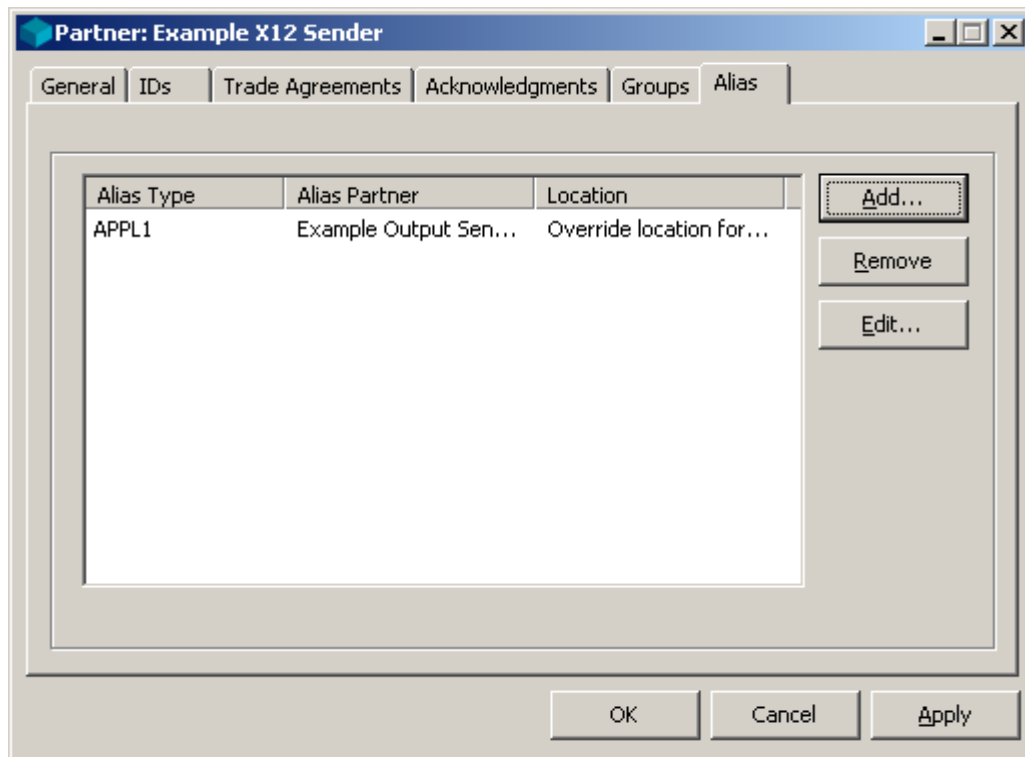 Partner: Example X12 Sender
General IDs Trade Agreements Acknowledgments Groups Alias
Alias Type Alias Partner Location
APPL1 Example Output Sen... Override location for...
Add...
Remove
Edit...
OK Cancel Apply